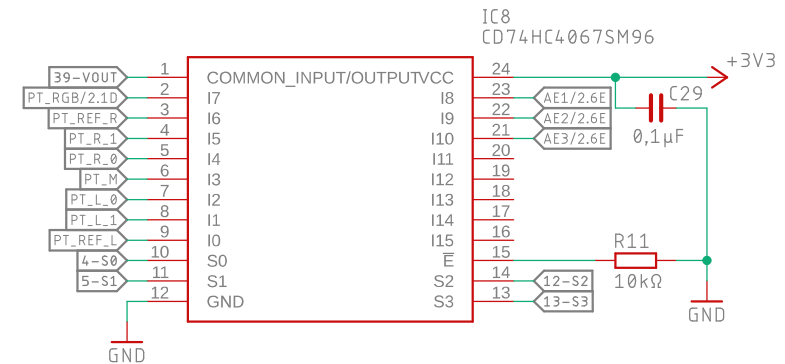 IC8
CD74HC4067SM96
+3V3
39-VOUT 1 COMMON_INPUT/OUTPUT VCC 24
PT_RGB/2.1D 2 I7 I8 23 AE1/2.6E
C29
PT_REF_R 3 I6 I9 22 AE2/2.6E
0,1µF
PT_R_1 4 I5 I10 21 AE3/2.6E
PT_R_0 5 I4 I11 20
PT_M 6 I3 I12 19
PT_L_0 7 I2 I13 18
PT_L_1 8 I1 I14 17
PT_REF_L 9 I0 I15 16
R11
4-S0 10 S0 E 15
10kΩ
5-S1 11 S1 S2 14 12-S2
12 GND S3 13 13-S3
GND
GND